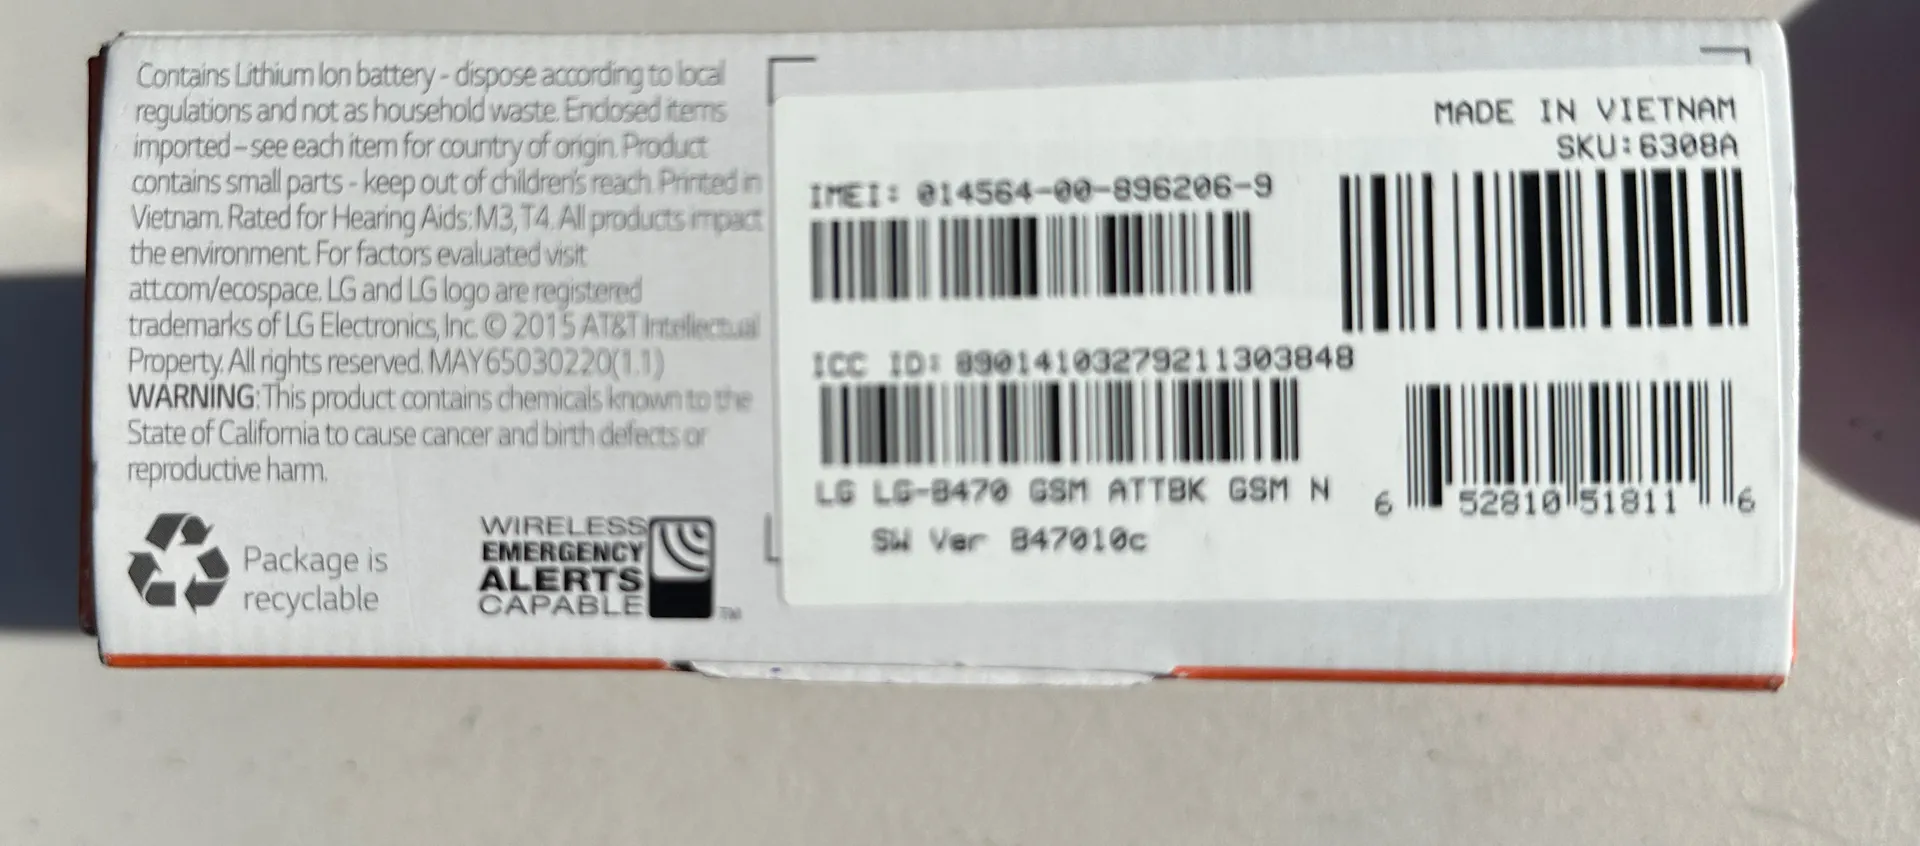 Contains Lithium Ion battery - dispose according to local
regulations and not as household waste. Enclosed items
imported – see each item for country of origin. Product
contains small parts - keep out of children's reach. Printed in
Vietnam. Rated for Hearing Aids: M3, T4. All products impact
the environment. For factors evaluated visit
att.com/ecospace. LG and LG logo are registered
trademarks of LG Electronics, Inc. © 2015 AT&T Intellectual
Property. All rights reserved. MAY65030220(1.1)
WARNING: This product contains chemicals known to the
State of California to cause cancer and birth defects or
reproductive harm.
Package is
recyclable
WIRELESS
EMERGENCY
ALERTS
CAPABLE
TM
MADE IN VIETNAM
SKU:6308A
IMEI: 014564-00-896206-9
ICC ID: 89014103279211303848
LG LG-B470 GSM ATTBK GSM N
SW Ver B47010c
6 52810 51811 6